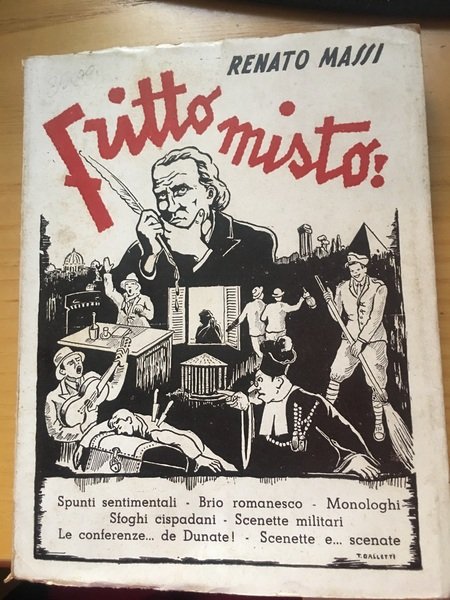 RENATO MASSI
Fritto misto!
Spunti sentimentali - Brio romanesco - Monologhi
Sfoghi cispadani - Scenette militari
Le conferenze... de Dunate! - Scenette e... scenate
T. GALLETTI